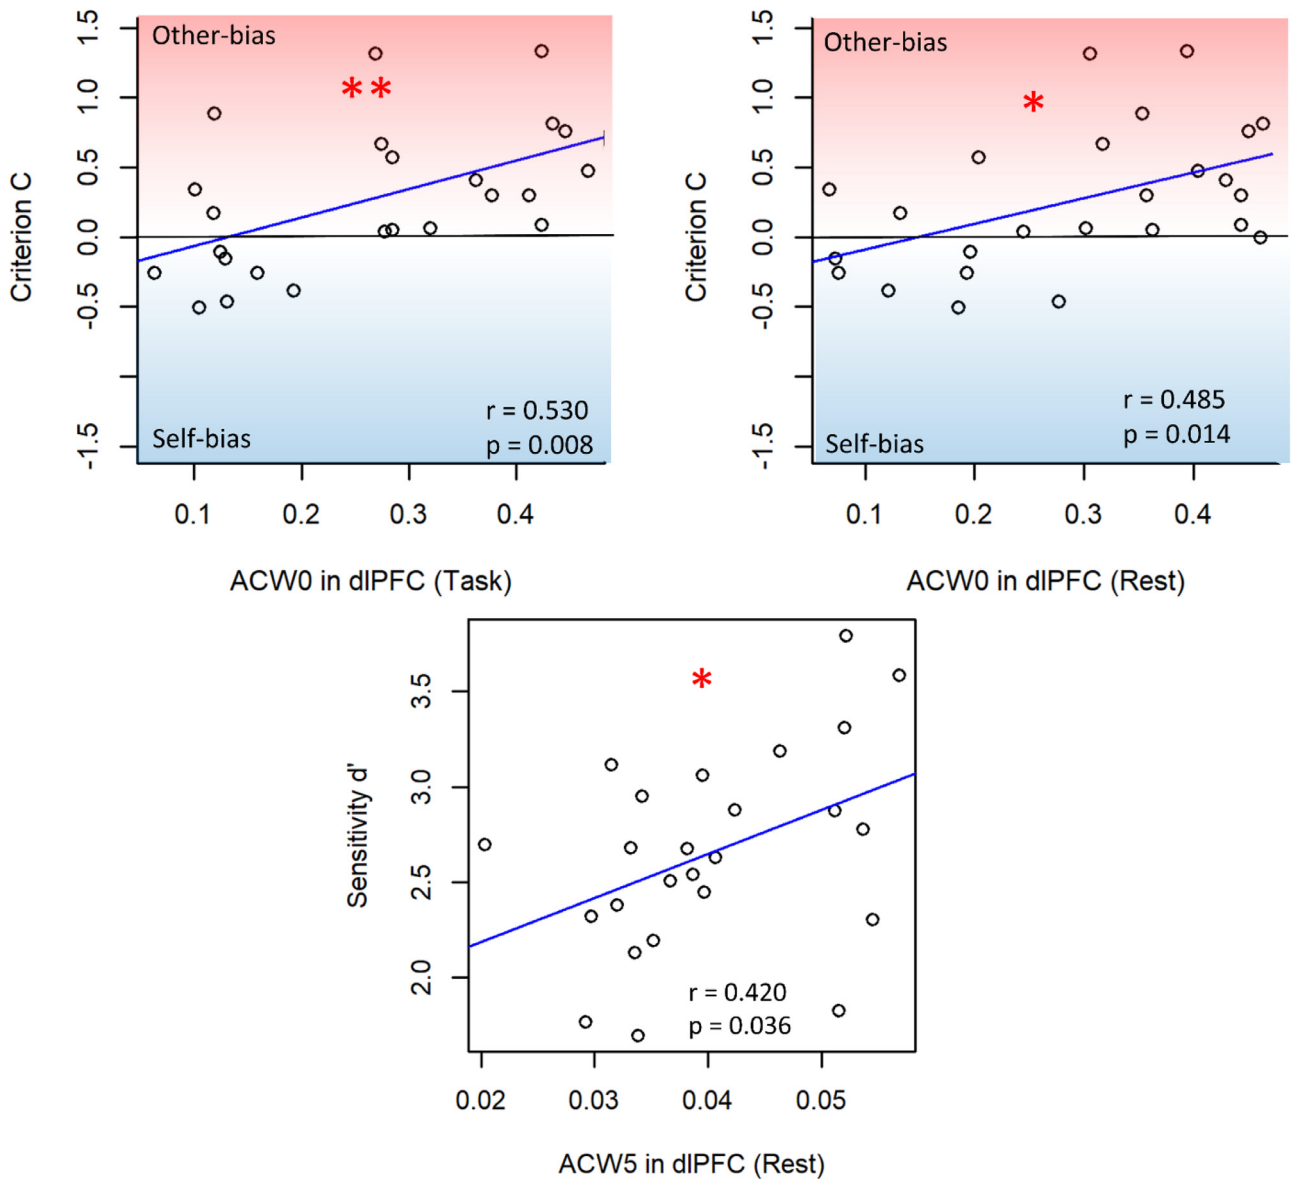 Criterion C
1.5
1.0
0.5
0.0
-0.5
-1.5
Other-bias
**
Self-bias
r = 0.530
p = 0.008
0.1 0.2 0.3 0.4
ACW0 in dlPFC (Task)
Criterion C
1.5
1.0
0.5
0.0
-0.5
-1.5
Other-bias
*
Self-bias
r = 0.485
p = 0.014
0.1 0.2 0.3 0.4
ACW0 in dlPFC (Rest)
Sensitivity d'
3.5
3.0
2.5
2.0
*
r = 0.420
p = 0.036
0.02 0.03 0.04 0.05
ACW5 in dlPFC (Rest)